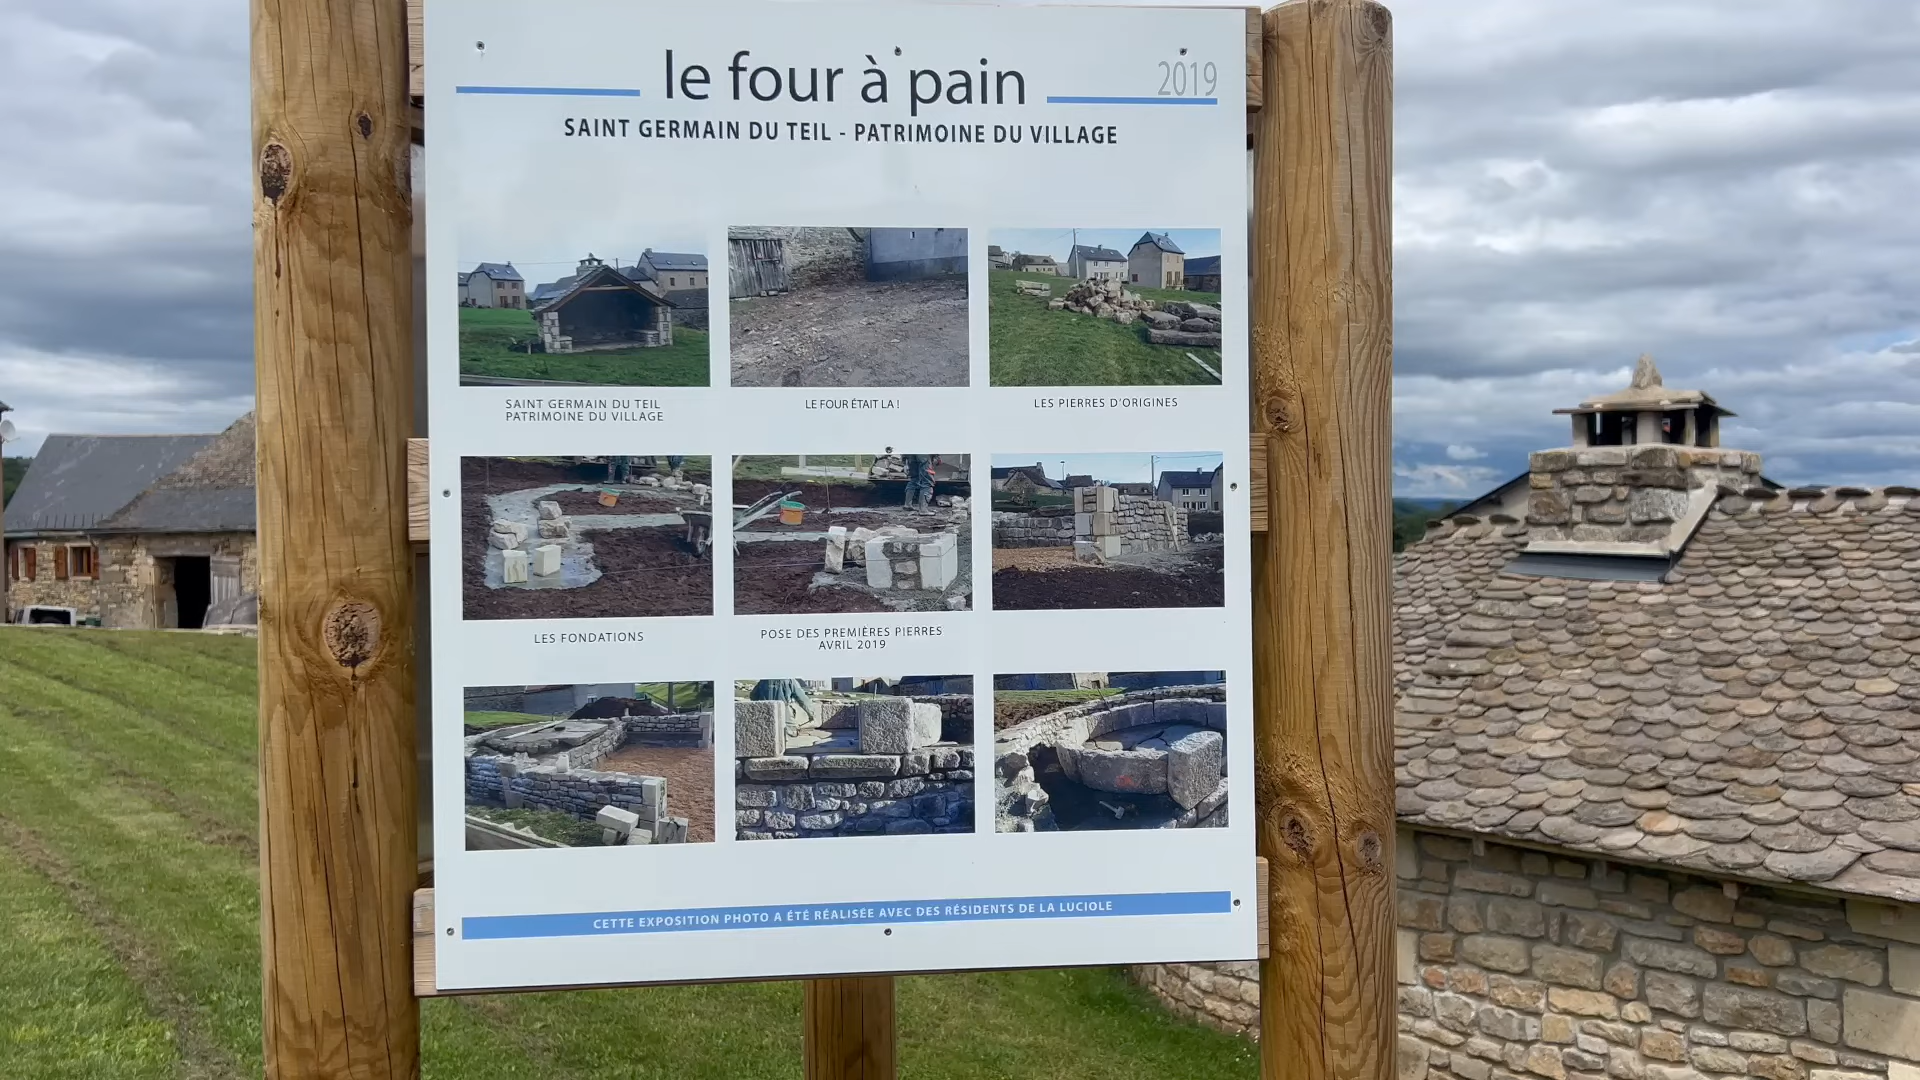 le four à pain
2019
SAINT GERMAIN DU TEIL - PATRIMOINE DU VILLAGE
SAINT GERMAIN DU TEIL
PATRIMOINE DU VILLAGE
LE FOUR ÉTAIT LA !
LES PIERRES D'ORIGINES
LES FONDATIONS
POSE DES PREMIÈRES PIERRES
AVRIL 2019
CETTE EXPOSITION PHOTO A ÉTÉ RÉALISÉE AVEC DES RÉSIDENTS DE LA LUCIOLE